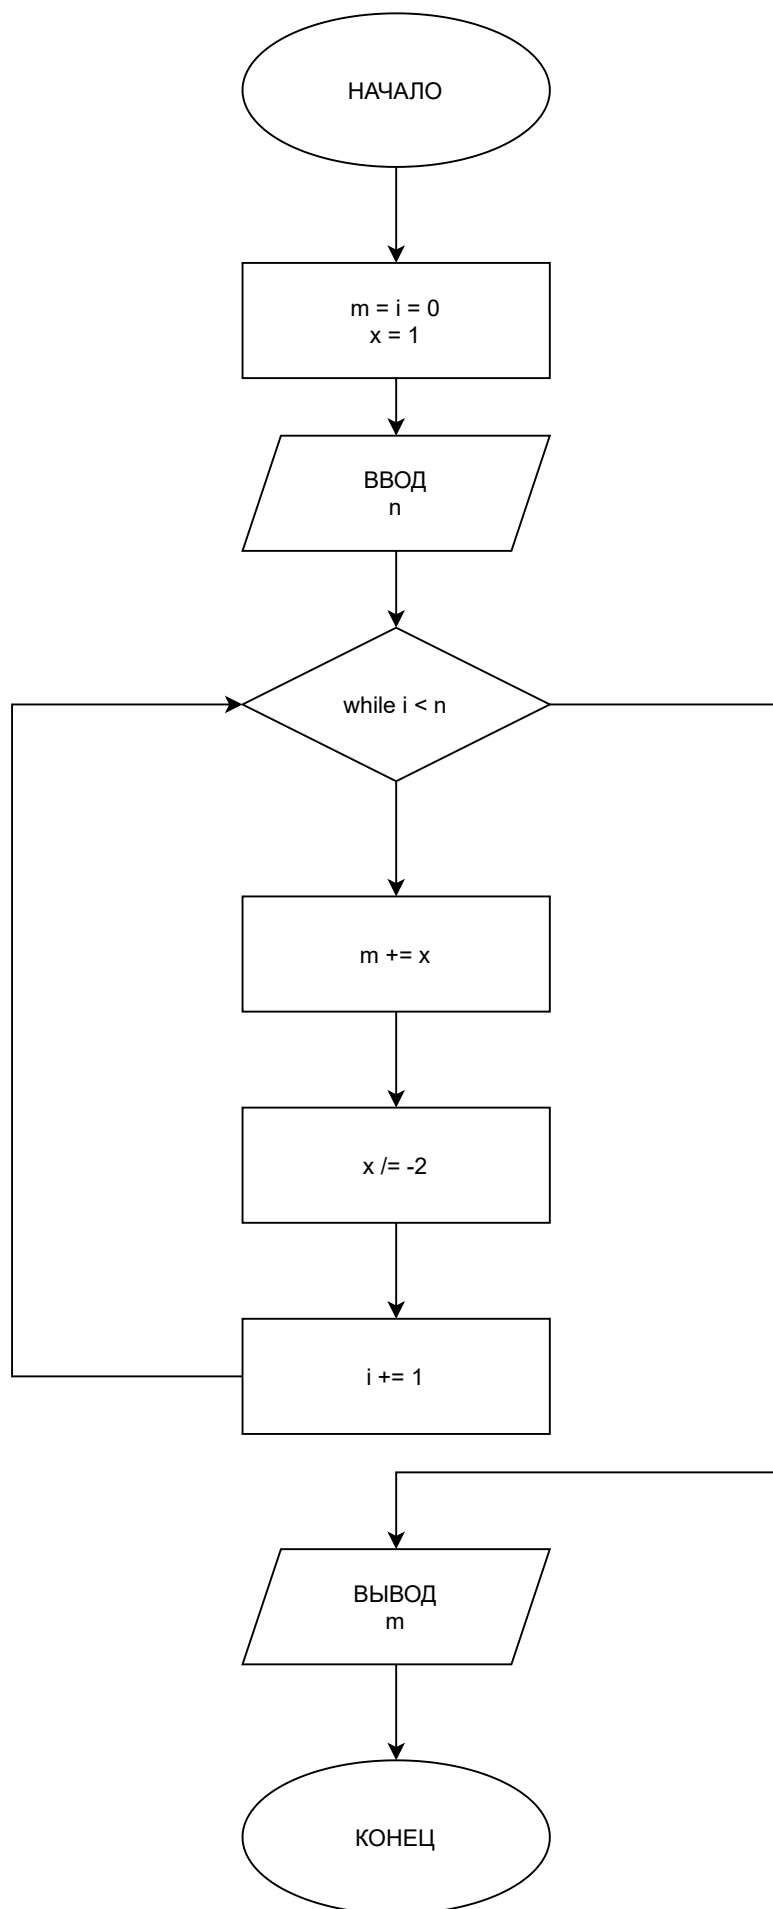 НАЧАЛО
m = i = 0
x = 1
ВВОД
n
while i < n
m += x
x /= -2
i += 1
ВЫВОД
m
КОНЕЦ